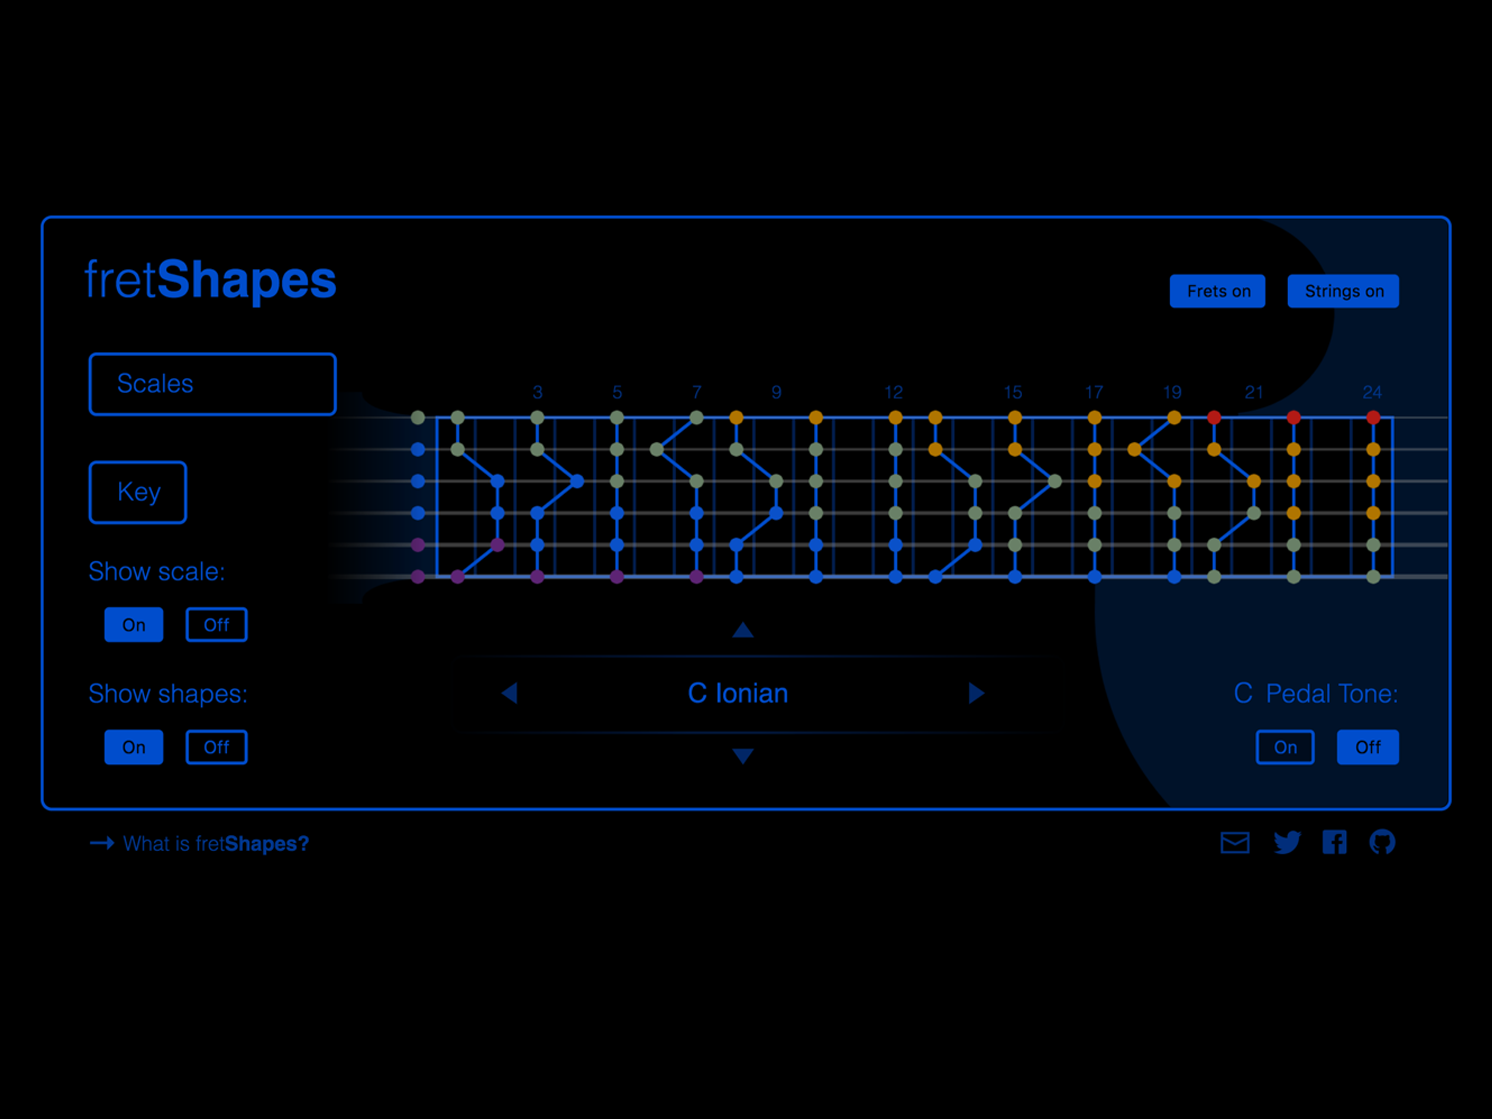 fretShapes
Frets on
Strings on
Scales
3 5 7 9 12 15 17 19 21 24
Key
Show scale:
On Off
Show shapes:
On Off
C Ionian
C Pedal Tone:
On Off
→ What is fretShapes?